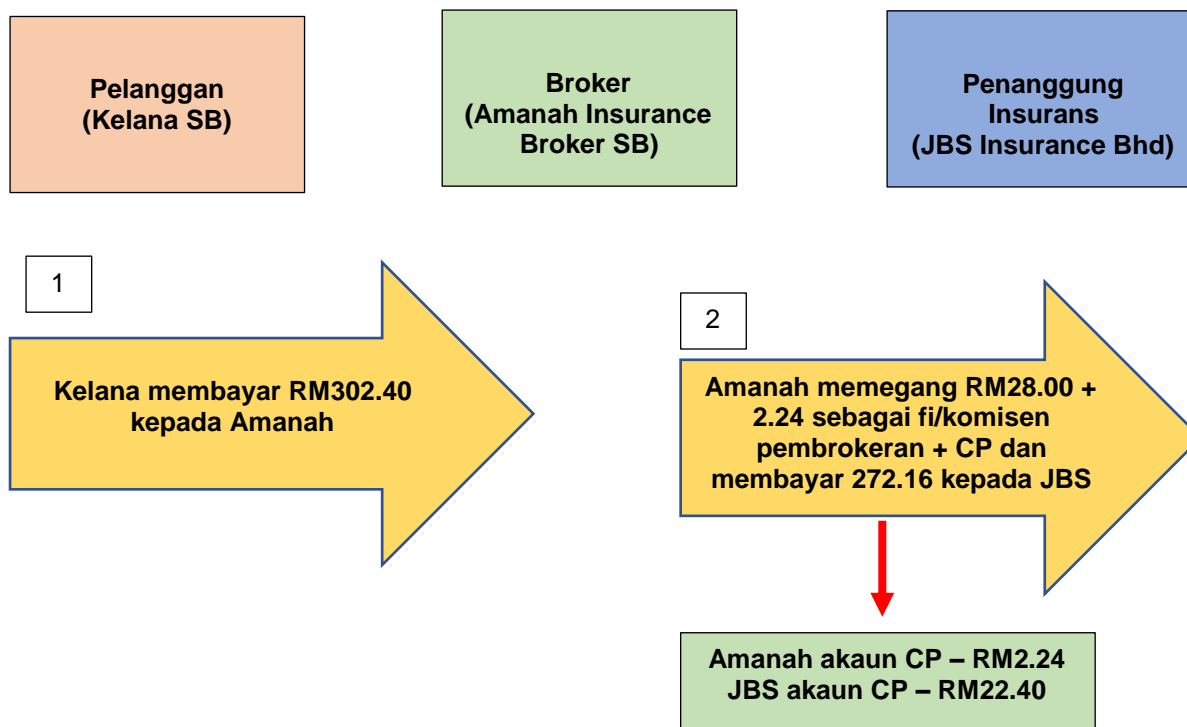 Pelanggan
(Kelana SB)
Broker
(Amanah Insurance
Broker SB)
Penanggung
Insurans
(JBS Insurance Bhd)
1
Kelana membayar RM302.40
kepada Amanah
2
Amanah memegang RM28.00 +
2.24 sebagai fi/komisen
pembrokeran + CP dan
membayar 272.16 kepada JBS
Amanah akaun CP – RM2.24
JBS akaun CP – RM22.40